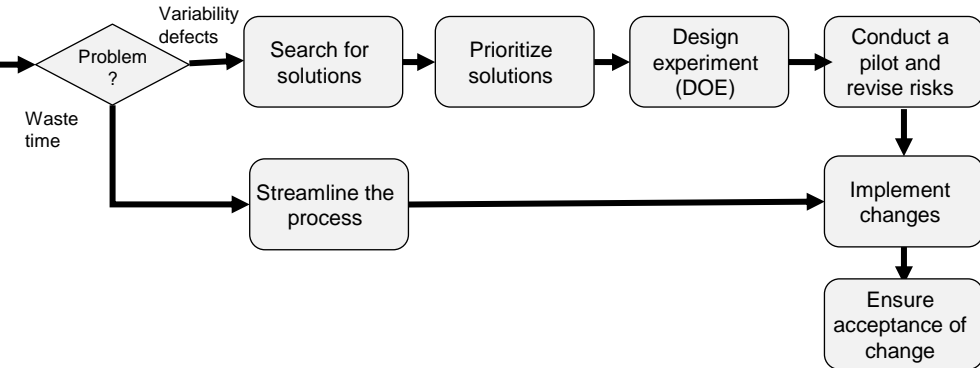 Variability
defects
Problem
?
Search for
solutions
Prioritize
solutions
Design
experiment
(DOE)
Conduct a
pilot and
revise risks
Waste
time
Streamline the
process
Implement
changes
Ensure
acceptance of
change